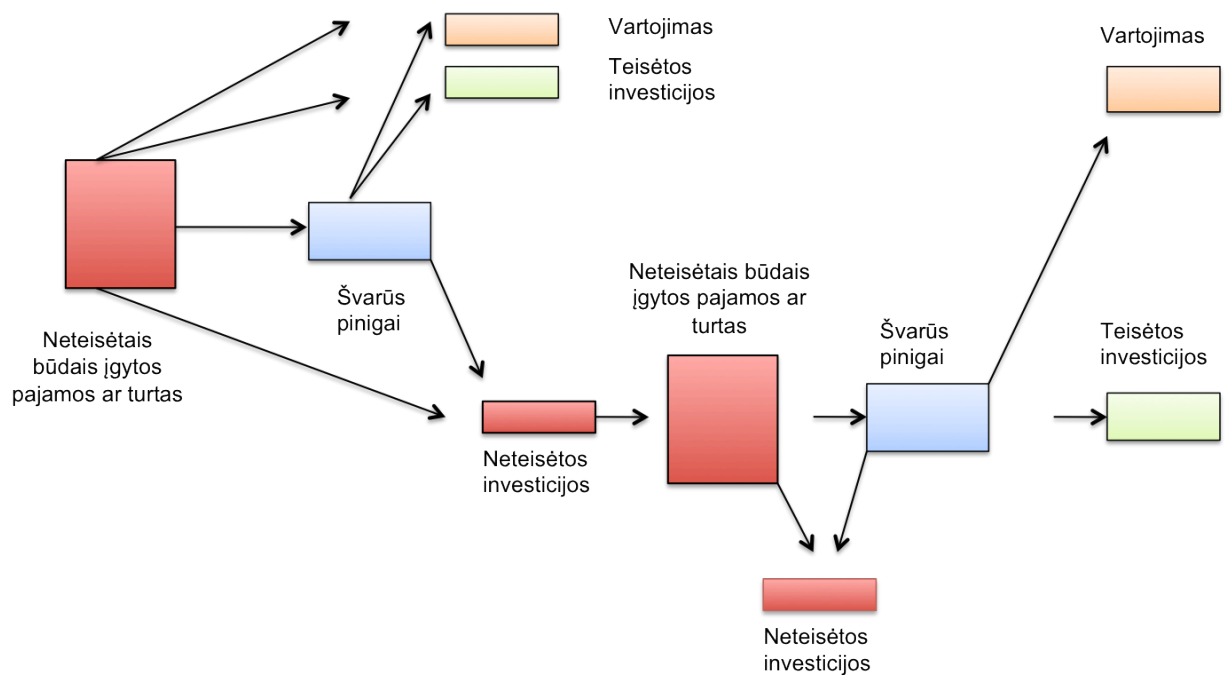 Vartojimas
Teisėtos
investicijos
Neteisėtais
būdais įgytos
pajamos ar turtas
Švarūs
pinigai
Neteisėtos
investicijos
Neteisėtais būdais
įgytos pajamos ar
turtas
Neteisėtos
investicijos
Švarūs
pinigai
Vartojimas
Teisėtos
investicijos